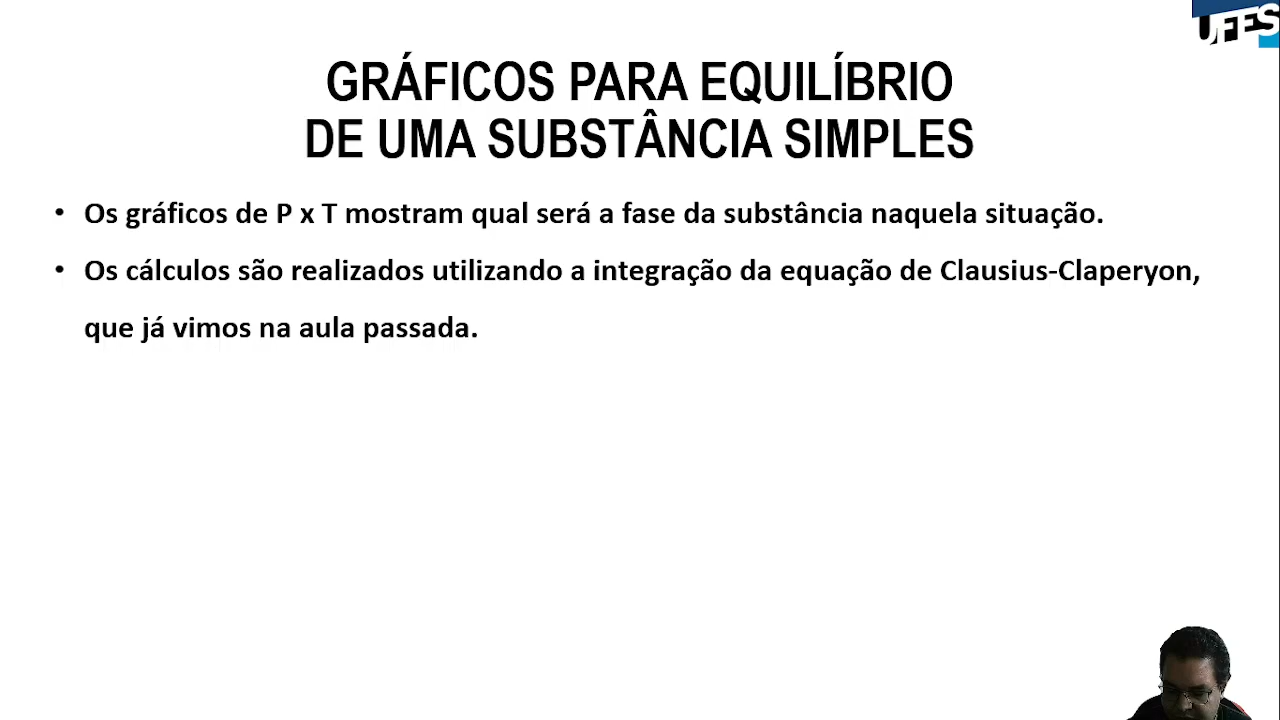 UFES
GRÁFICOS PARA EQUILÍBRIO
DE UMA SUBSTÂNCIA SIMPLES
• Os gráficos de P x T mostram qual será a fase da substância naquela situação.
• Os cálculos são realizados utilizando a integração da equação de Clausius-Claperyon,
que já vimos na aula passada.